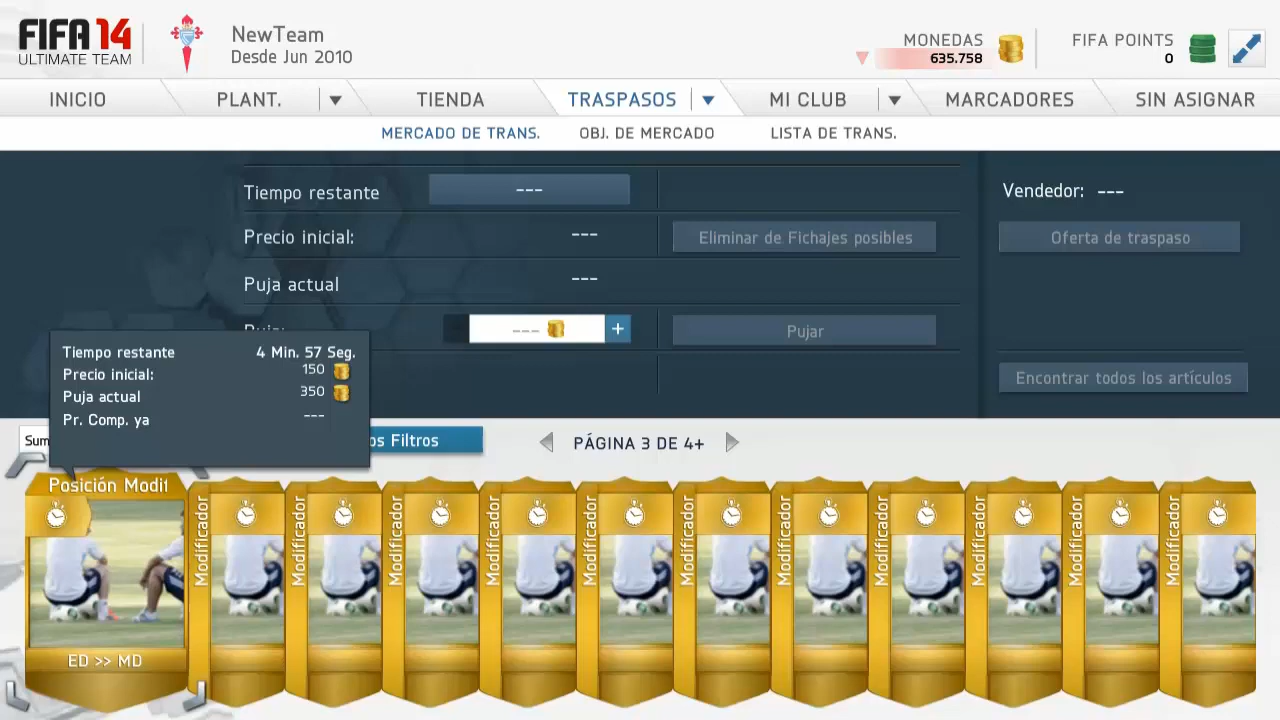 FIFA 14
ULTIMATE TEAM
NewTeam
Desde Jun 2010
MONEDAS
635.758
FIFA POINTS
0
INICIO
PLANT.
TIENDA
TRASPASOS
MI CLUB
MARCADORES
SIN ASIGNAR
MERCADO DE TRANS.
OBJ. DE MERCADO
LISTA DE TRANS.
Tiempo restante
---
Precio inicial:
---
Eliminar de Fichajes posibles
Puja actual
---
--- +
Pujar
Vendedor: ---
Oferta de traspaso
Encontrar todos los artículos
Tiempo restante 4 Min. 57 Seg.
Precio inicial: 150
Puja actual 350
Pr. Comp. ya ---
Sum
os Filtros
PÁGINA 3 DE 4+
Posición Modif
ED >> MD
Modificador
Modificador
Modificador
Modificador
Modificador
Modificador
Modificador
Modificador
Modificador
Modificador
Modificador